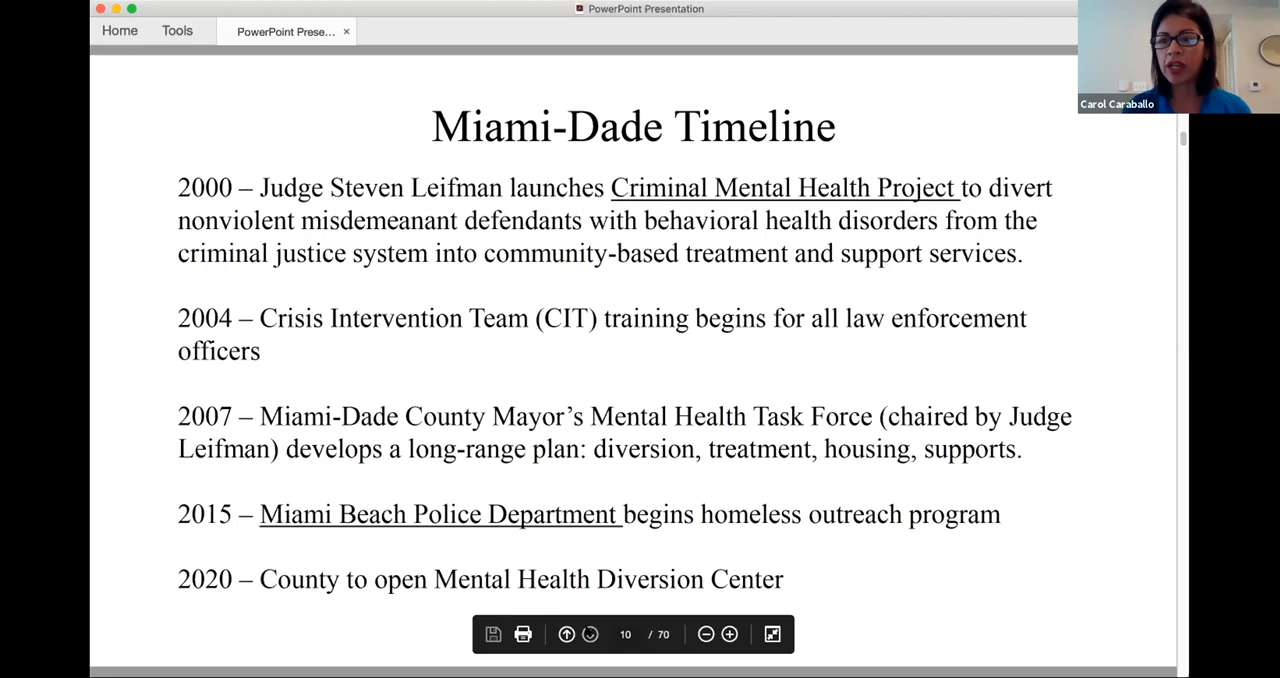 PowerPoint Presentation
Home
Tools
PowerPoint Prese...
×
Carol Caraballo
Miami-Dade Timeline
2000 – Judge Steven Leifman launches Criminal Mental Health Project to divert
nonviolent misdemeanant defendants with behavioral health disorders from the
criminal justice system into community-based treatment and support services.
2004 – Crisis Intervention Team (CIT) training begins for all law enforcement
officers
2007 – Miami-Dade County Mayor’s Mental Health Task Force (chaired by Judge
Leifman) develops a long-range plan: diversion, treatment, housing, supports.
2015 – Miami Beach Police Department begins homeless outreach program
2020 – County to open Mental Health Diversion Center
10 / 70